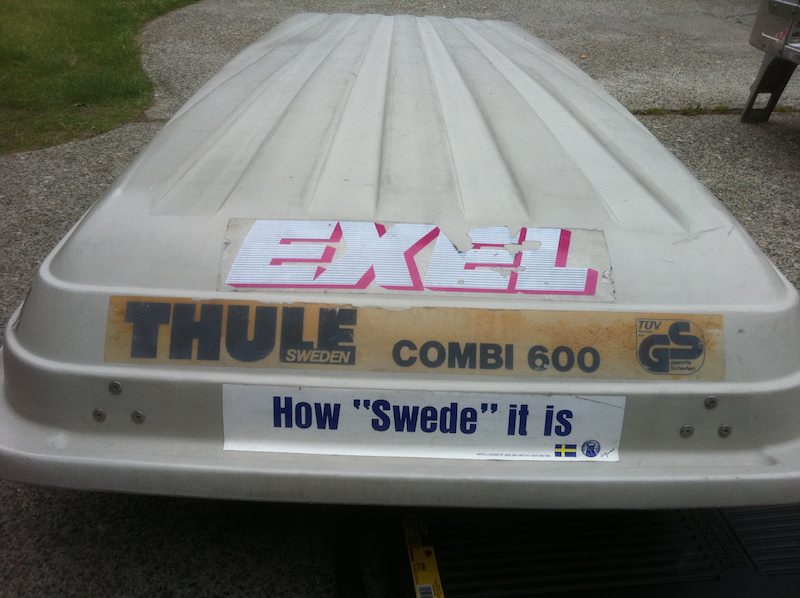 EXEL
THULE
SWEDEN
COMBI 600
TÜV
GS
How "Swede" it is